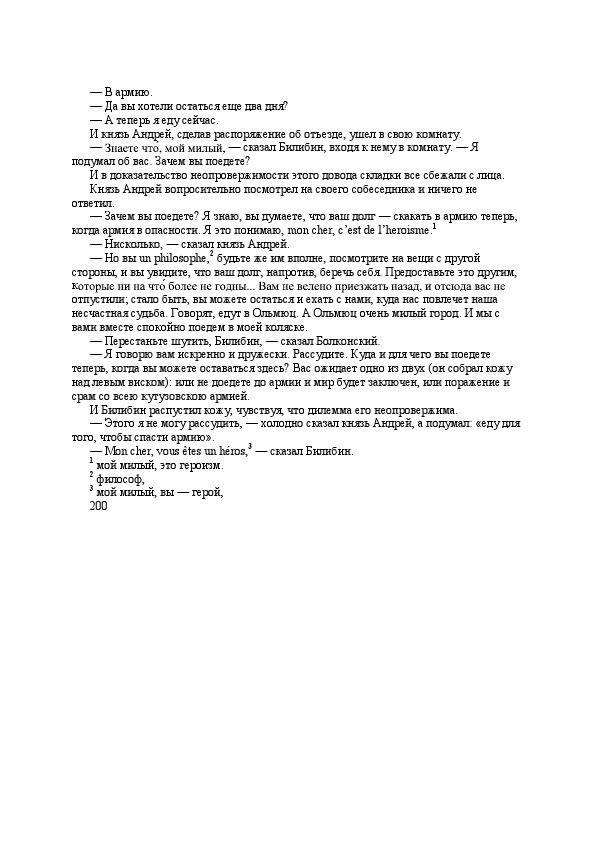 — В армию.
— Да вы хотели остаться еще два дня?
— А теперь я еду сейчас.
И князь Андрей, сделав распоряжение об отъезде, ушел в свою комнату.
— Знаете что́, мой милый, — сказал Билибин, входя к нему в комнату. — Я
подумал об вас. Зачем вы поедете?
И в доказательство неопровержимости этого довода складки все сбежали с лица.
Князь Андрей вопросительно посмотрел на своего собеседника и ничего не
ответил.
— Зачем вы поедете? Я знаю, вы думаете, что ваш долг — скакать в армию теперь,
когда армия в опасности. Я это понимаю, mon cher, c’est de l’heroïsme.¹
— Нисколько, — сказал князь Андрей.
— Но вы un philosophe,² будьте же им вполне, посмотрите на вещи с другой
стороны, и вы увидите, что ваш долг, напротив, беречь себя. Предоставьте это другим,
которые ни на что́ более не годны... Вам не велено приезжать назад, и отсюда вас не
отпустили; стало быть, вы можете остаться и ехать с нами, куда нас повлечет наша
несчастная судьба. Говорят, едут в Ольмюц. А Ольмюц очень милый город. И мы с
вами вместе спокойно поедем в моей коляске.
— Перестаньте шутить, Билибин, — сказал Болконский.
— Я говорю вам искренно и дружески. Рассудите. Куда и для чего вы поедете
теперь, когда вы можете оставаться здесь? Вас ожидает одно из двух (он собрал кожу
над левым виском): или не доедете до армии и мир будет заключен, или поражение и
срам со всею кутузовскою армией.
И Билибин распустил кожу, чувствуя, что дилемма его неопровержима.
— Этого я не могу рассудить, — холодно сказал князь Андрей, а подумал: «еду для
того, чтобы спасти армию».
— Mon cher, vous êtes un héros,³ — сказал Билибин.
¹ мой милый, это героизм.
² философ,
³ мой милый, вы — герой,
200